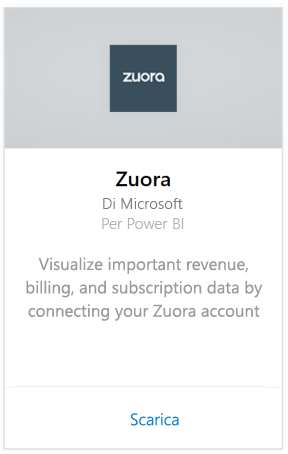 zuora
Zuora
Di Microsoft
Per Power BI
Visualize important revenue,
billing, and subscription data by
connecting your Zuora account
Scarica